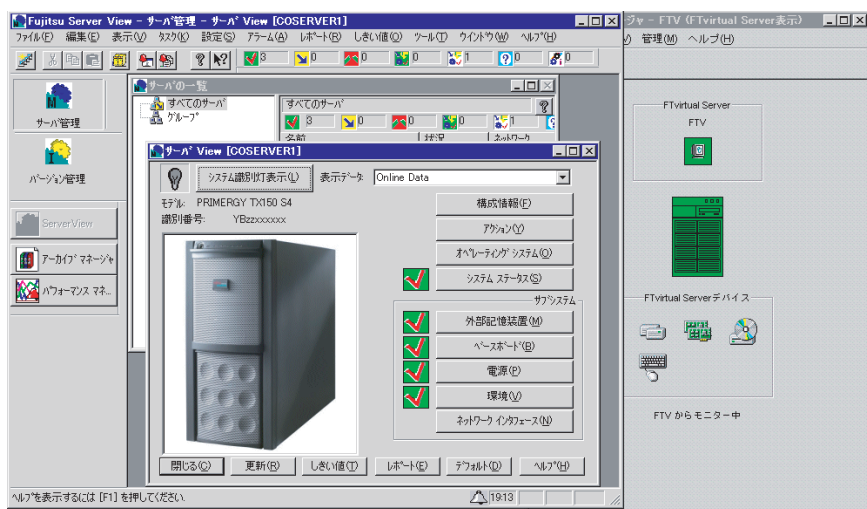 Fujitsu Server View - サーバ管理 - サーバ View [COSERVER1]
ファイル(F) 編集(E) 表示(V) タスク(K) 設定(S) アラーム(A) レポート(R) しきい値(O) ツール(T) ウインドウ(W) ヘルプ(H)
3 0 0 0 1 0 0
サーバ管理
バージョン管理
ServerView
アーカイブ マネージャ
パフォーマンス マネ...
サーバの一覧
すべてのサーバ
グループ
すべてのサーバ
3 0 0 0 1
名前 状況 ネットワーク
サーバ View [COSERVER1]
システム識別灯表示(L) 表示データ Online Data
モデル: PRIMERGY TX150 S4
識別番号: YBzzxxxxxx
構成情報(F)
アクション(Y)
オペレーティング システム(O)
システム ステータス(S)
サブシステム
外部記憶装置(M)
ベースボード(B)
電源(P)
環境(V)
ネットワーク インタフェース(N)
閉じる(C) 更新(R) しきい値(T) レポート(E) デフォルト(D) ヘルプ(H)
ヘルプを表示するには [F1] を押してください。
19:13
ジャ - FTV (FTvirtual Server表示)
管理(M) ヘルプ(H)
FTvirtual Server
FTV
FTvirtual Serverデバイス
FTV からモニター中